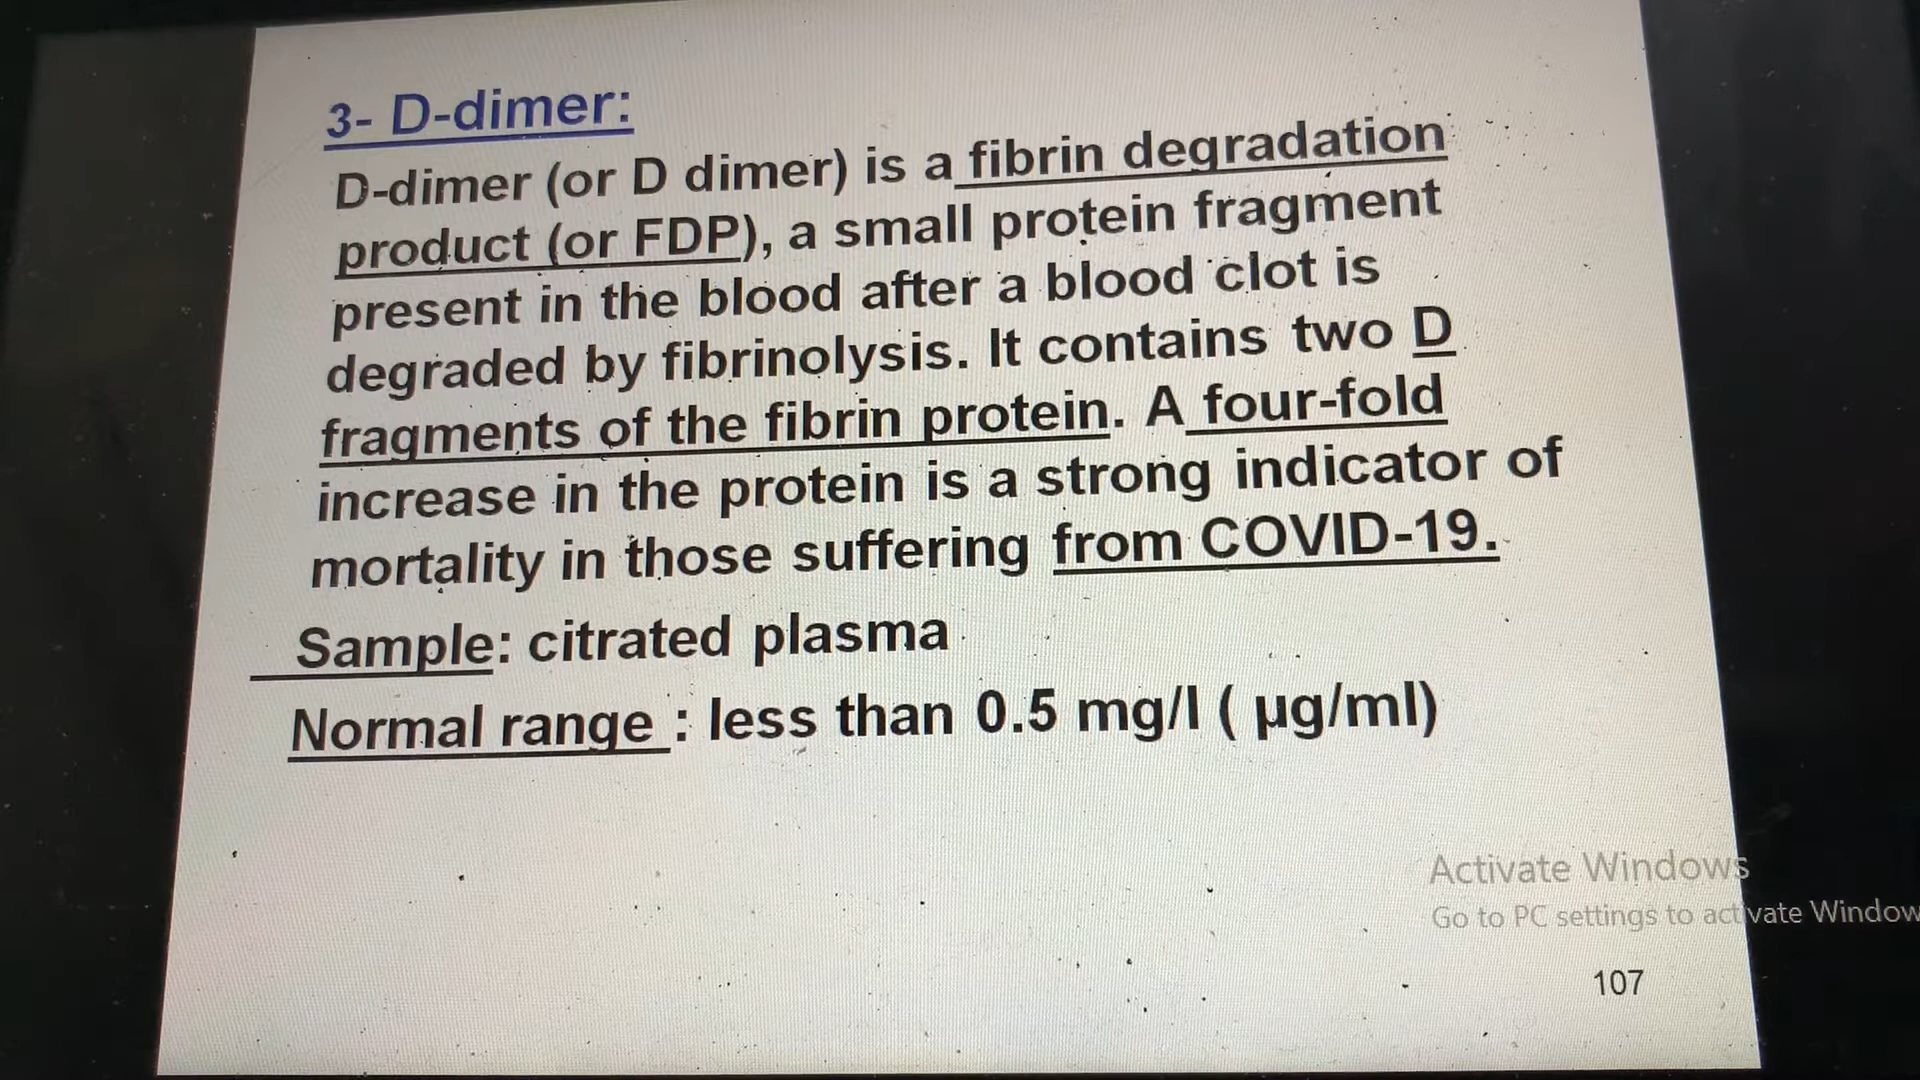 3- D-dimer:
D-dimer (or D dimer) is a fibrin degradation
product (or FDP), a small protein fragment
present in the blood after a blood clot is
degraded by fibrinolysis. It contains two D
fragments of the fibrin protein. A four-fold
increase in the protein is a strong indicator of
mortality in those suffering from COVID-19.
Sample: citrated plasma
Normal range : less than 0.5 mg/l ( µg/ml)
Activate Windows
Go to PC settings to activate Window
107